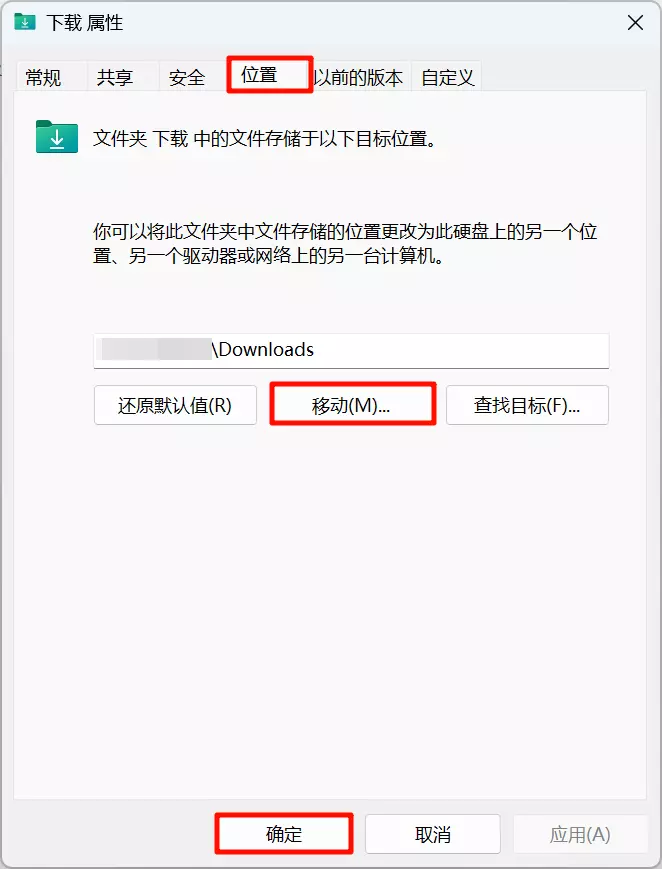 下载 属性
常规 共享 安全 位置 以前的版本 自定义
文件夹 下载 中的文件存储于以下目标位置。
你可以将此文件夹中文件存储的位置更改为此硬盘上的另一个位
置、另一个驱动器或网络上的另一台计算机。
\Downloads
还原默认值(R) 移动(M)... 查找目标(F)...
确定 取消 应用(A)